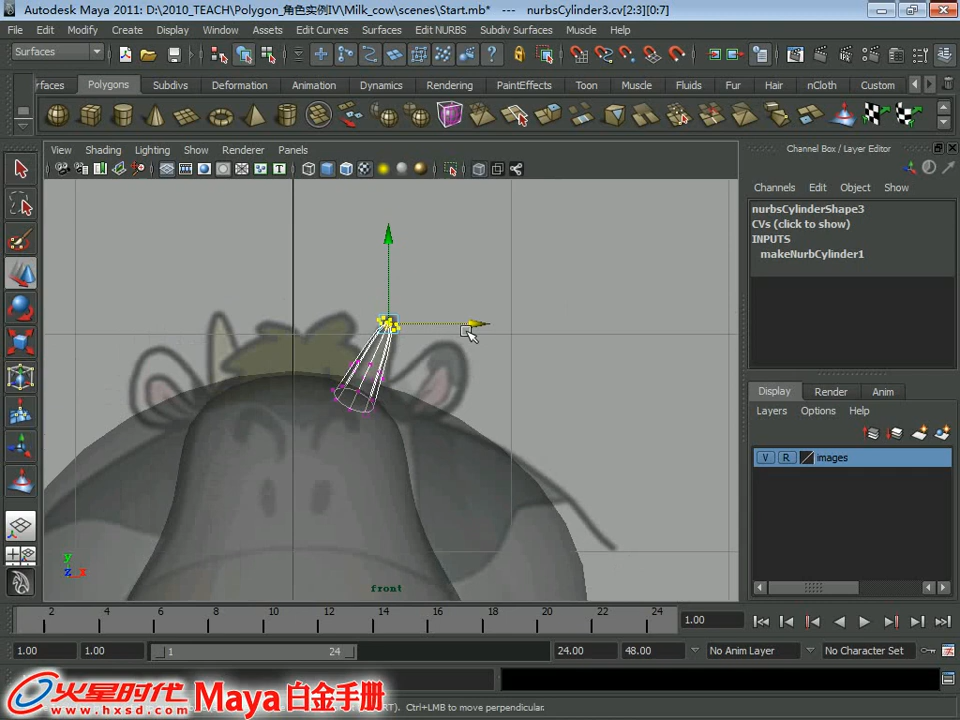 Autodesk Maya 2011: D:\2010_TEACH\Polygon_角色实例IV\Milk_cow\scenes\Start.mb* --- nurbsCylinder3.cv[2:3][0:7]
File Edit Modify Create Display Window Assets Edit Curves Surfaces Edit NURBS Subdiv Surfaces Muscle Help
Surfaces
rfaces Polygons Subdivs Deformation Animation Dynamics Rendering PaintEffects Toon Muscle Fluids Fur Hair nCloth Custom
View Shading Lighting Show Renderer Panels
Channel Box / Layer Editor
Channels Edit Object Show
nurbsCylinderShape3
CVs (click to show)
INPUTS
makeNurbCylinder1
Display Render Anim
Layers Options Help
V R images
y
z x
front
2 4 6 8 10 12 14 16 18 20 22 24
1.00
1.00 1.00 1 24 24.00 48.00 No Anim Layer No Character Set
火星时代
www.hxsd.com
Maya 白金手册
RT). Ctrl+LMB to move perpendicular.